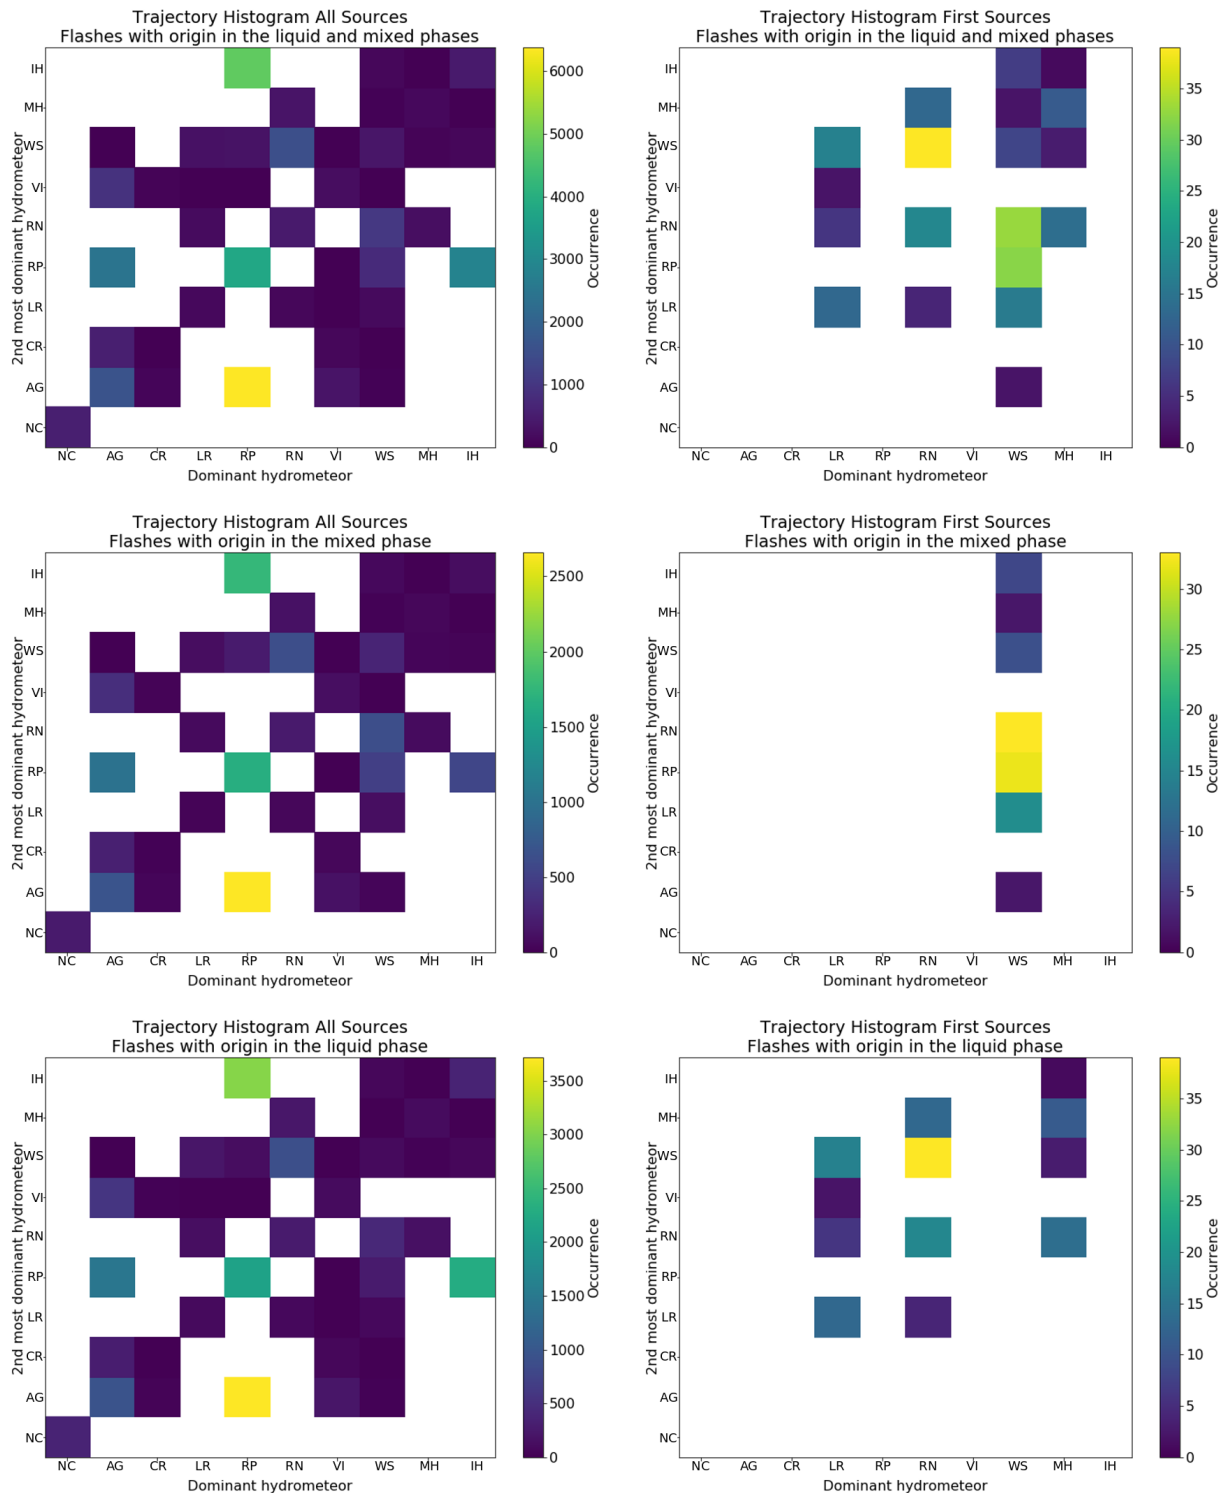 Trajectory Histogram All Sources
Flashes with origin in the liquid and mixed phases
2nd most dominant hydrometeor
IH
MH
WS
VI
RN
RP
LR
CR
AG
NC
NC AG CR LR RP RN VI WS MH IH
Dominant hydrometeor
6000
5000
4000
3000
2000
1000
0
Occurrence
Trajectory Histogram First Sources
Flashes with origin in the liquid and mixed phases
2nd most dominant hydrometeor
IH
MH
WS
VI
RN
RP
LR
CR
AG
NC
NC AG CR LR RP RN VI WS MH IH
Dominant hydrometeor
35
30
25
20
15
10
5
0
Occurrence
Trajectory Histogram All Sources
Flashes with origin in the mixed phase
2nd most dominant hydrometeor
IH
MH
WS
VI
RN
RP
LR
CR
AG
NC
NC AG CR LR RP RN VI WS MH IH
Dominant hydrometeor
2500
2000
1500
1000
500
0
Occurrence
Trajectory Histogram First Sources
Flashes with origin in the mixed phase
2nd most dominant hydrometeor
IH
MH
WS
VI
RN
RP
LR
CR
AG
NC
NC AG CR LR RP RN VI WS MH IH
Dominant hydrometeor
30
25
20
15
10
5
0
Occurrence
Trajectory Histogram All Sources
Flashes with origin in the liquid phase
2nd most dominant hydrometeor
IH
MH
WS
VI
RN
RP
LR
CR
AG
NC
NC AG CR LR RP RN VI WS MH IH
Dominant hydrometeor
3500
3000
2500
2000
1500
1000
500
0
Occurrence
Trajectory Histogram First Sources
Flashes with origin in the liquid phase
2nd most dominant hydrometeor
IH
MH
WS
VI
RN
RP
LR
CR
AG
NC
NC AG CR LR RP RN VI WS MH IH
Dominant hydrometeor
35
30
25
20
15
10
5
0
Occurrence